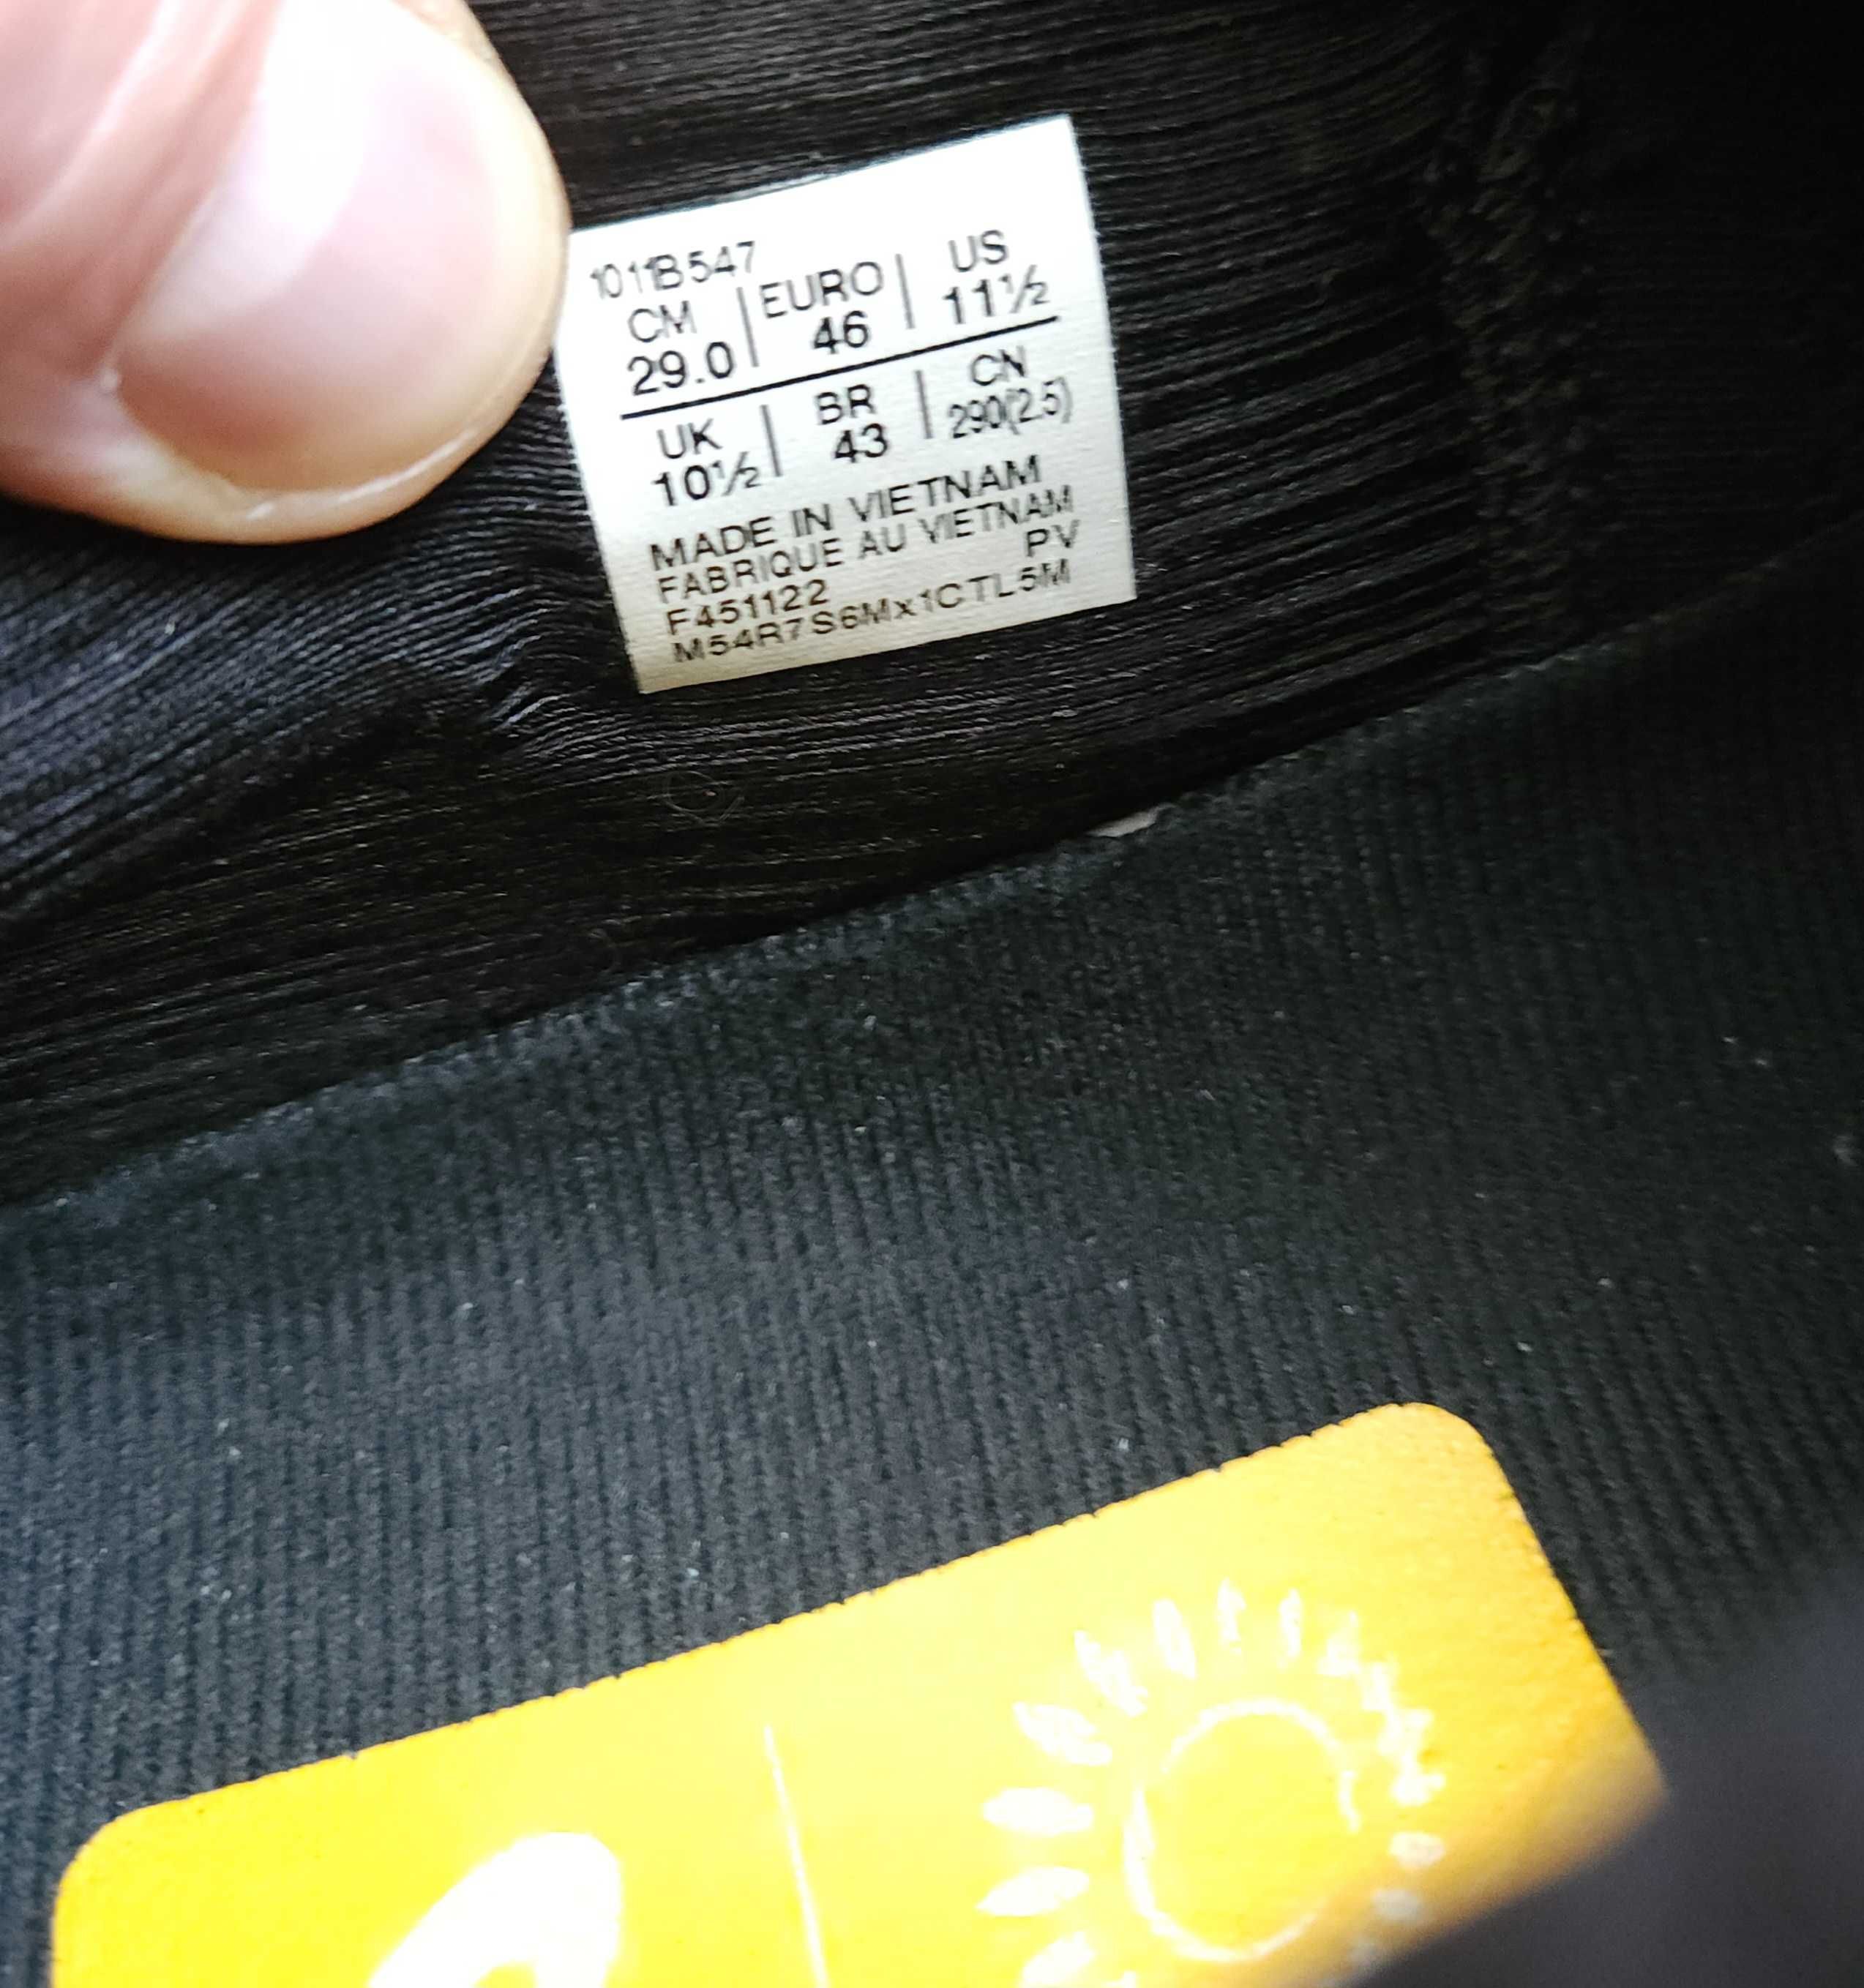 1011B547
CM | EURO | US
29.0 | 46 | 11½
UK | BR | CN
10½ | 43 | 290(2.5)
MADE IN VIETNAM
FABRIQUE AU VIETNAM
PV
F451122
M54R7S6Mx1CTL5M